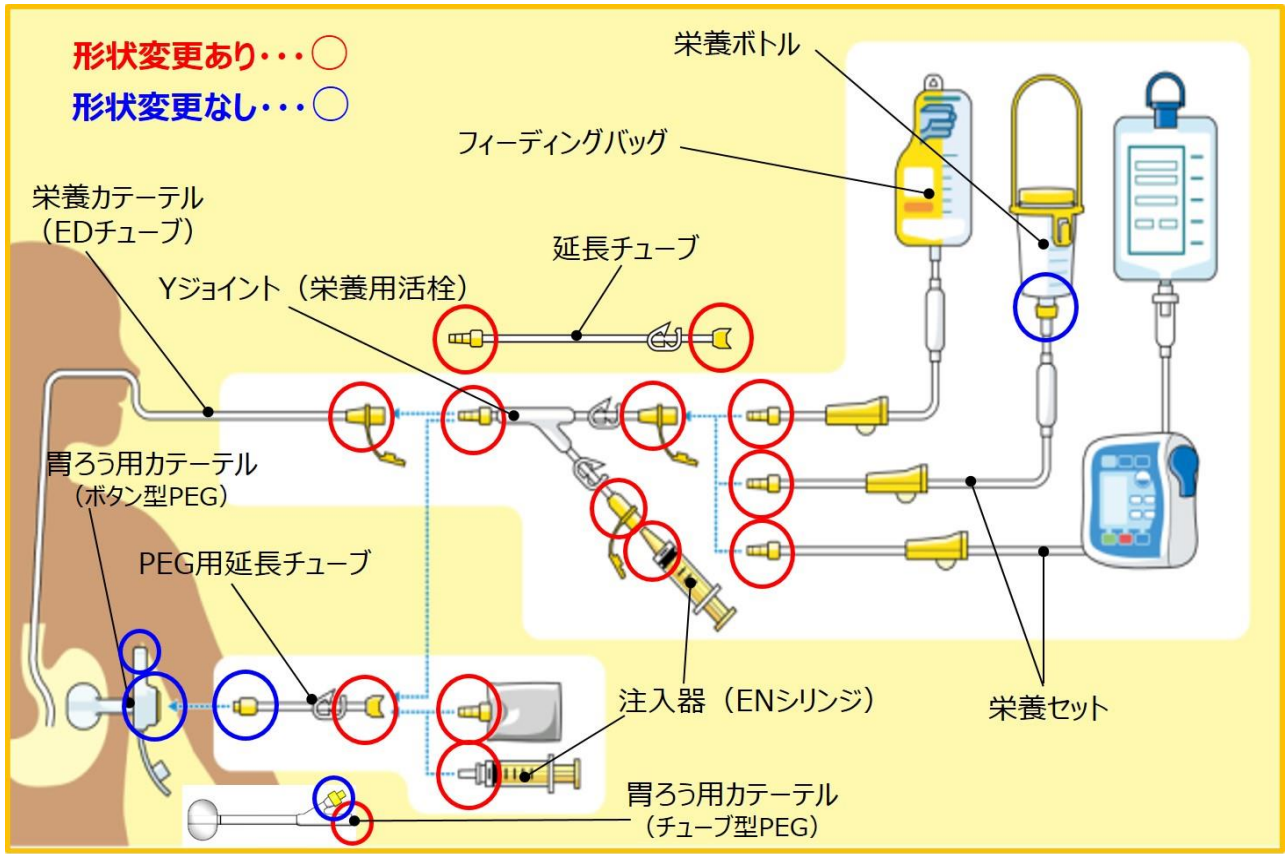 形状変更あり・・・○
形状変更なし・・・○
栄養ボトル
フィーディングバッグ
栄養カテーテル
（EDチューブ）
延長チューブ
Yジョイント（栄養用活栓）
胃ろう用カテーテル
（ボタン型PEG）
PEG用延長チューブ
注入器（ENシリンジ）
栄養セット
胃ろう用カテーテル
（チューブ型PEG）